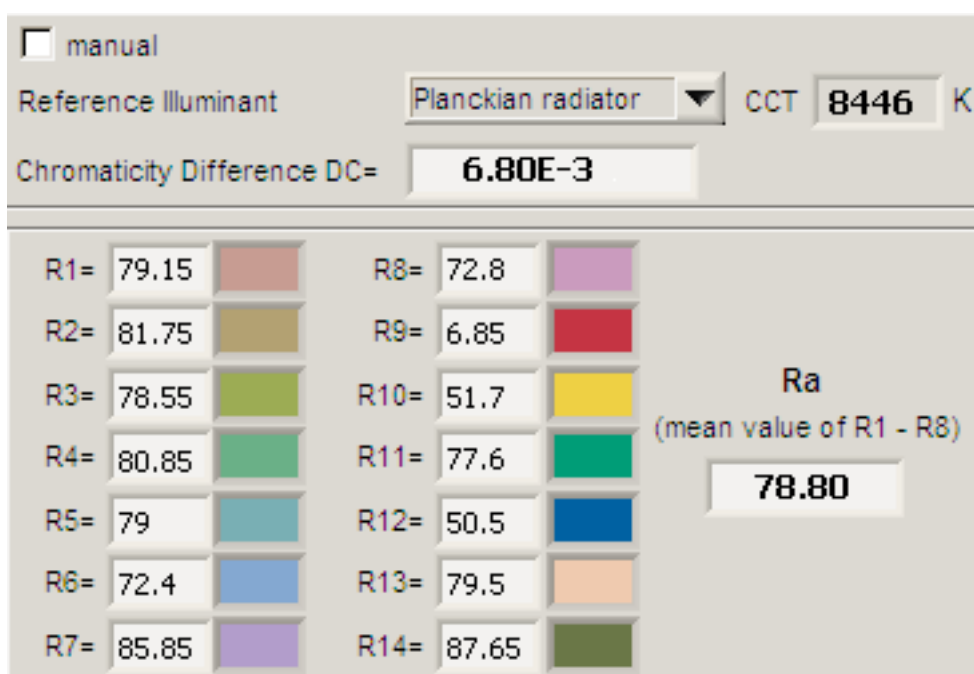 manual
Reference Illuminant Planckian radiator CCT 8446 K
Chromaticity Difference DC= 6.80E-3
R1= 79.15 R8= 72.8
R2= 81.75 R9= 6.85
R3= 78.55 R10= 51.7
R4= 80.85 R11= 77.6
R5= 79 R12= 50.5
R6= 72.4 R13= 79.5
R7= 85.85 R14= 87.65
Ra
(mean value of R1 - R8)
78.80